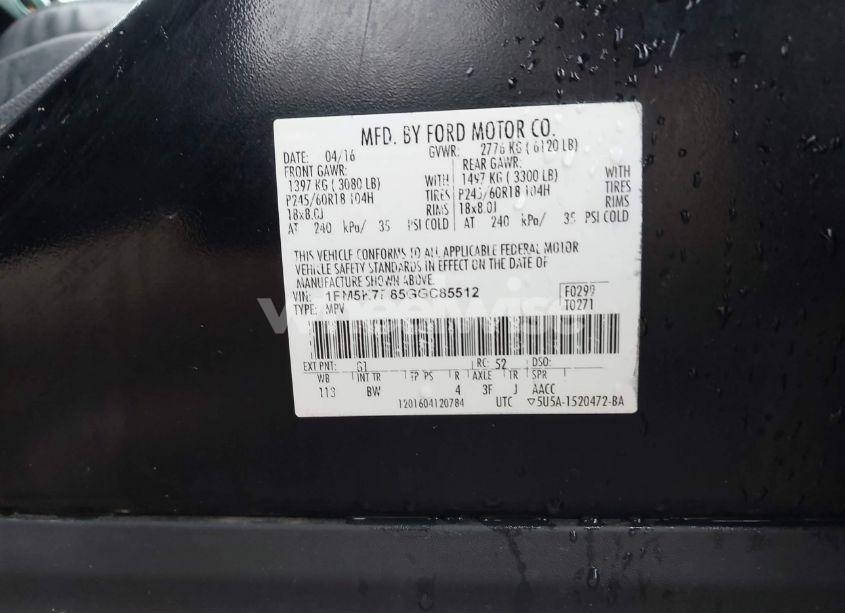 MFD. BY FORD MOTOR CO.
DATE: 04/16 GVWR: 2776 KG ( 6120 LB)
FRONT GAWR: REAR GAWR:
1397 KG ( 3080 LB) WITH 1497 KG ( 3300 LB) WITH
P245/60R18 104H TIRES P245/60R18 104H TIRES
18x8.0J RIMS 18x8.0J RIMS
AT 240 kPa/ 35 PSI COLD AT 240 kPa/ 35 PSI COLD
THIS VEHICLE CONFORMS TO ALL APPLICABLE FEDERAL MOTOR
VEHICLE SAFETY STANDARDS IN EFFECT ON THE DATE OF
MANUFACTURE SHOWN ABOVE.
VIN: F0299
TYPE: MPV T0271
EXT PNT: G1 RC: 52 DSO:
WB INT TR TP PS R AXLE TR SPR
113 BW 4 3F J AACC
1201604120784 UTC ▽5U5A-1520472-BA